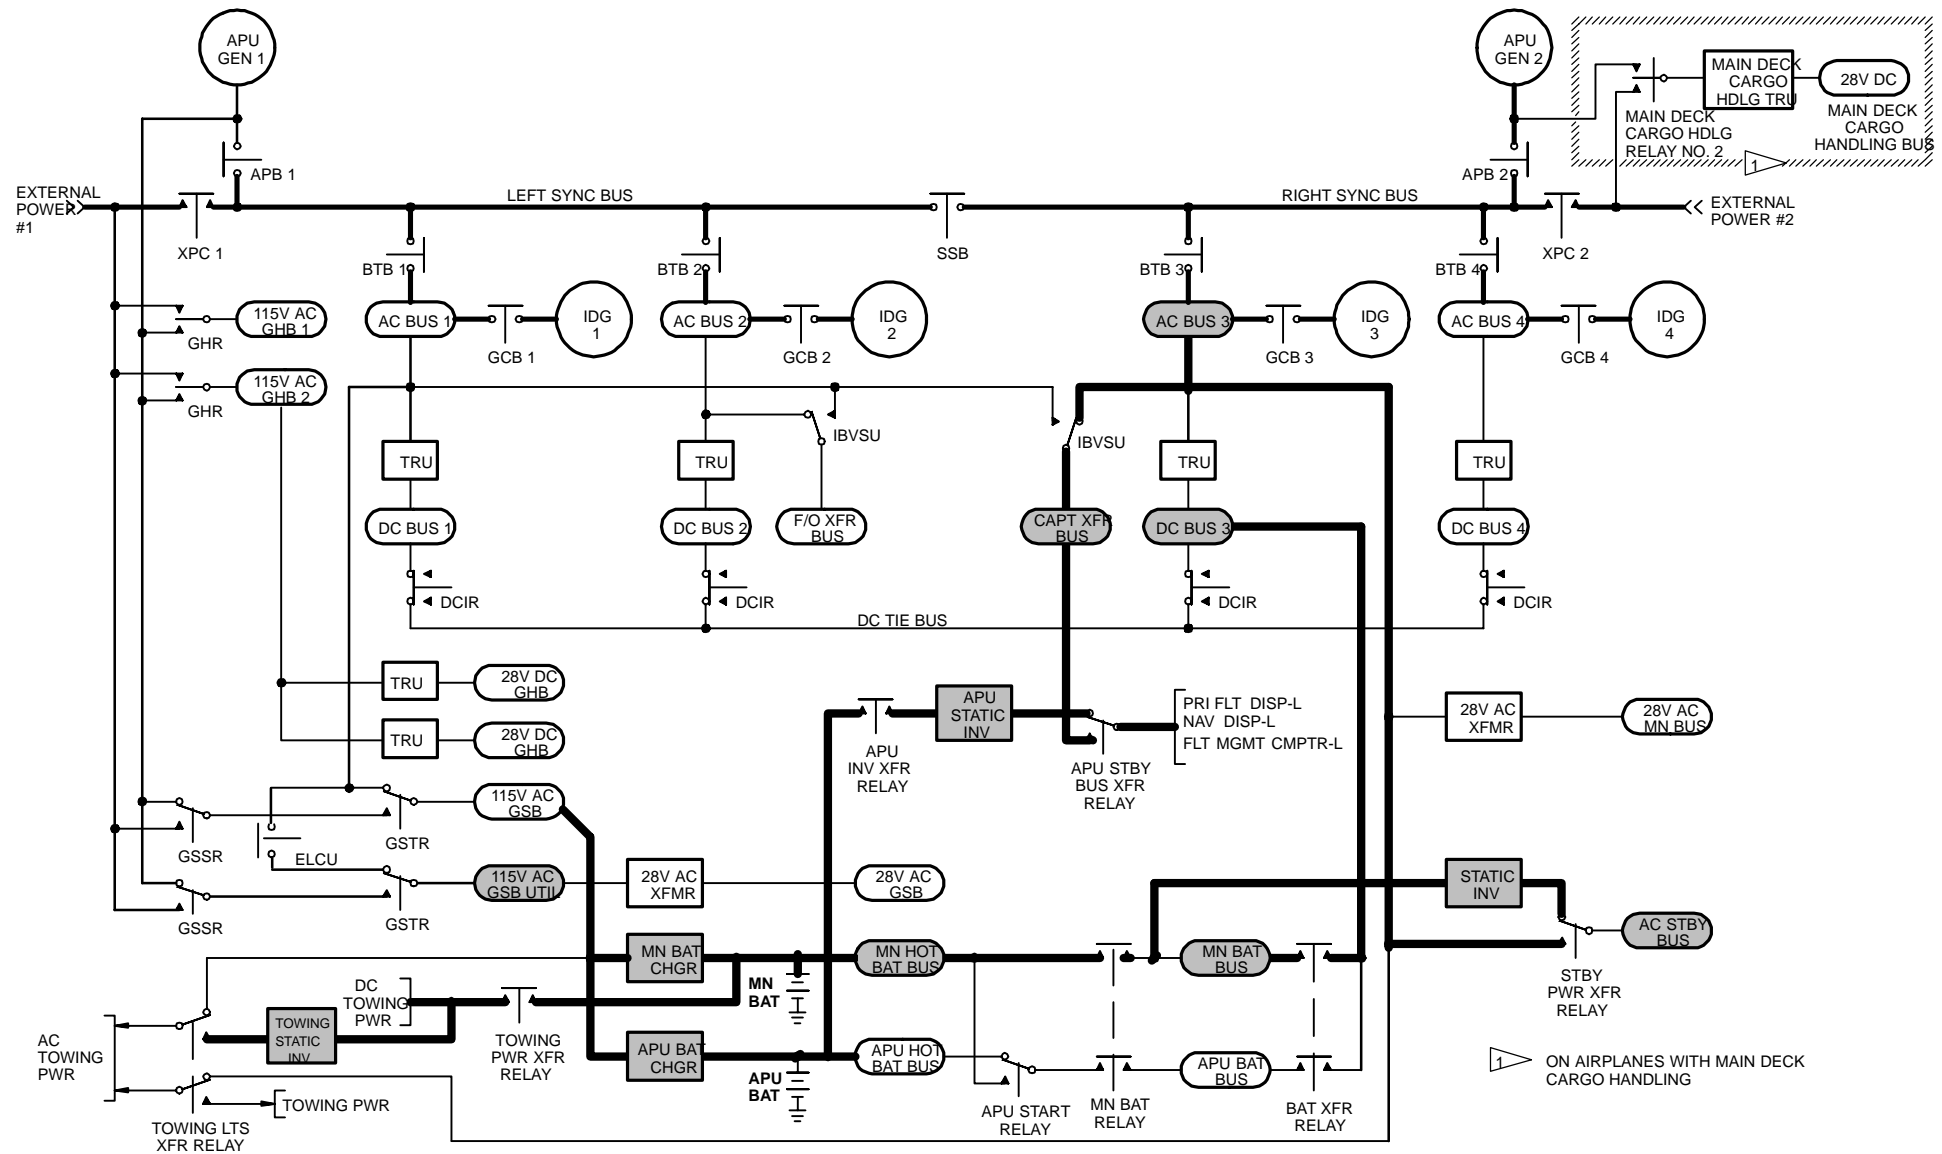 APU
GEN 1
APU
GEN 2
MAIN DECK
CARGO
HDLG TRU
28V DC
MAIN DECK
CARGO HDLG
RELAY NO. 2
MAIN DECK
CARGO
HANDLING BUS
1
APB 1
APB 2
EXTERNAL
POWER
#1
LEFT SYNC BUS
RIGHT SYNC BUS
EXTERNAL
POWER #2
XPC 1
SSB
XPC 2
BTB 1
BTB 2
BTB 3
BTB 4
115V AC
GHB 1
GHR
AC BUS 1
GCB 1
IDG
1
AC BUS 2
GCB 2
IDG
2
AC BUS 3
GCB 3
IDG
3
AC BUS 4
GCB 4
IDG
4
115V AC
GHB 2
GHR
IBVSU
IBVSU
TRU
TRU
TRU
TRU
DC BUS 1
DC BUS 2
F/O XFR
BUS
CAPT XFR
BUS
DC BUS 3
DC BUS 4
DCIR
DCIR
DCIR
DCIR
DC TIE BUS
TRU
28V DC
GHB
TRU
28V DC
GHB
APU
INV XFR
RELAY
APU
STATIC
INV
PRI FLT DISP-L
NAV DISP-L
FLT MGMT CMPTR-L
APU STBY
BUS XFR
RELAY
28V AC
XFMR
28V AC
MN BUS
115V AC
GSB
GSSR
GSTR
ELCU
115V AC
GSB UTIL
28V AC
XFMR
28V AC
GSB
GSSR
GSTR
STATIC
INV
AC STBY
BUS
STBY
PWR XFR
RELAY
MN BAT
CHGR
MN
BAT
MN HOT
BAT BUS
MN BAT
BUS
DC
TOWING
PWR
TOWING
STATIC
INV
TOWING
PWR XFR
RELAY
AC
TOWING
PWR
APU BAT
CHGR
APU
BAT
APU HOT
BAT BUS
APU BAT
BUS
TOWING PWR
TOWING LTS
XFR RELAY
APU START
RELAY
MN BAT
RELAY
BAT XFR
RELAY
1
ON AIRPLANES WITH MAIN DECK
CARGO HANDLING